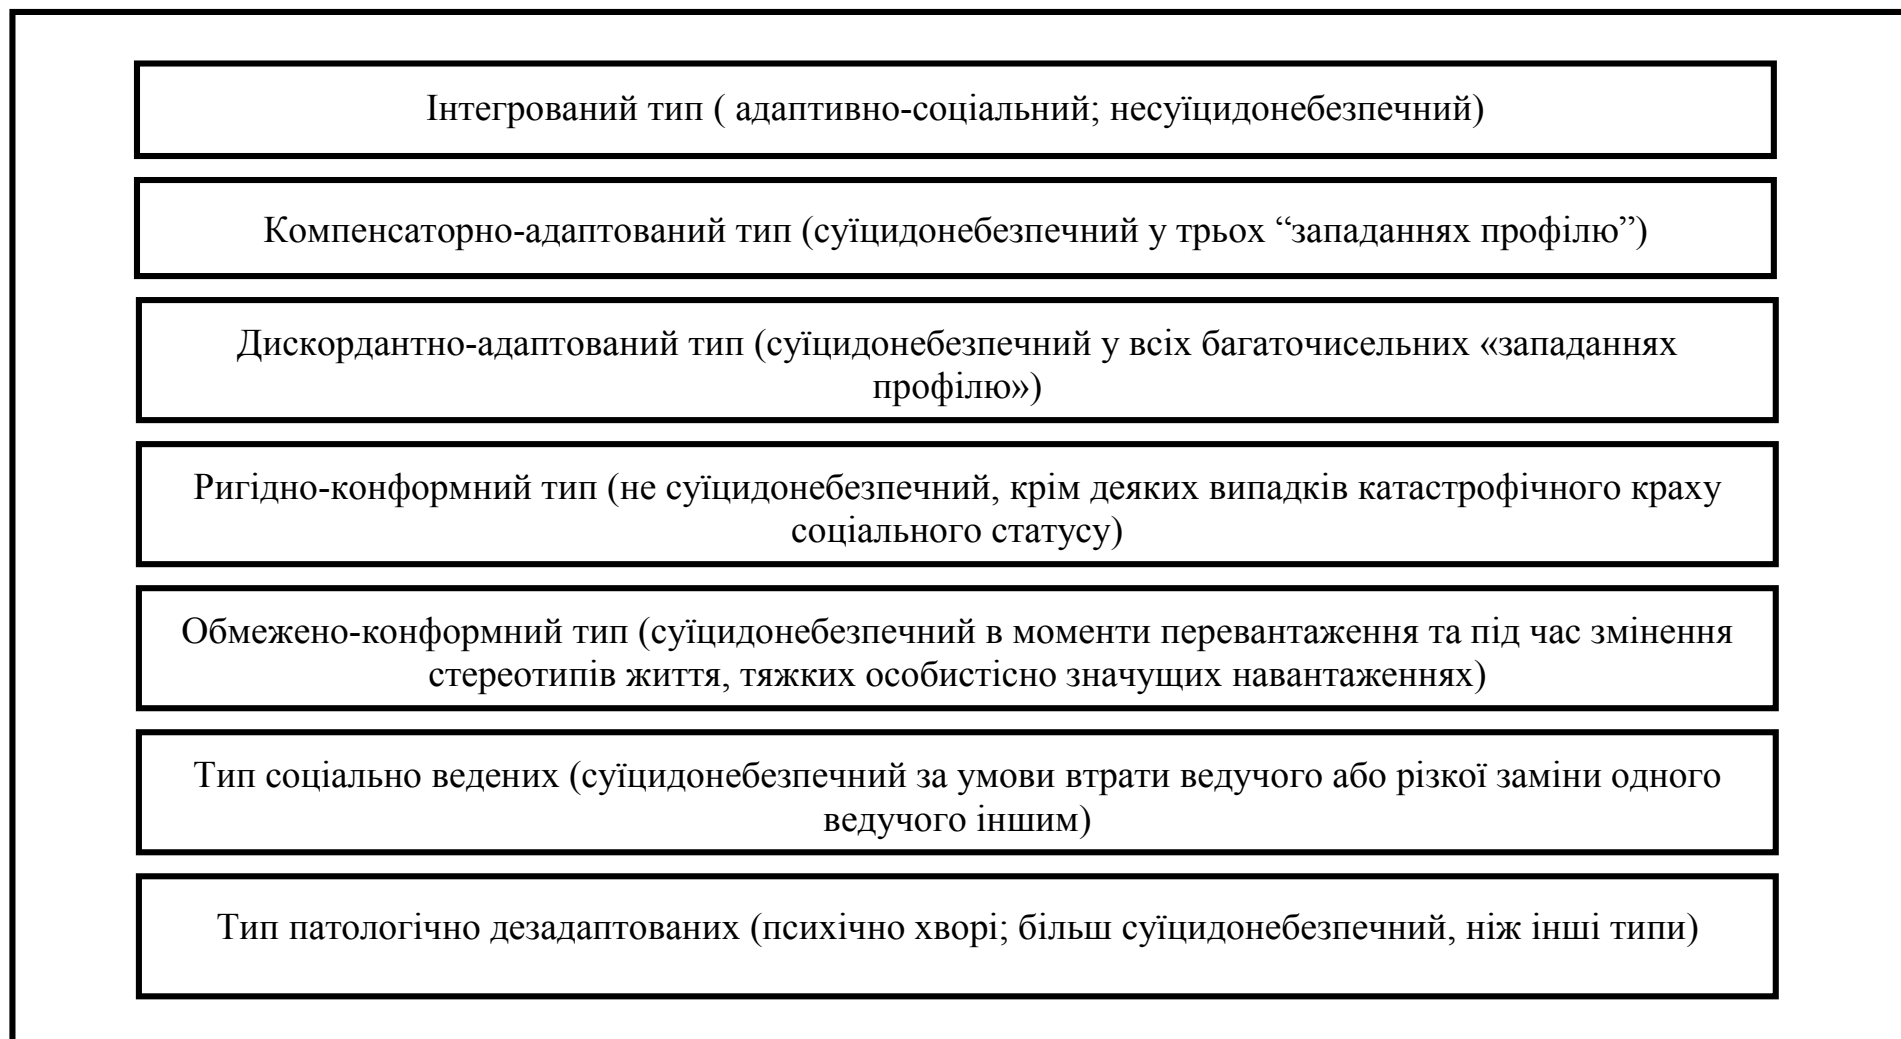 Інтегрований тип ( адаптивно-соціальний; несуїцидонебезпечний)
Компенсаторно-адаптований тип (суїцидонебезпечний у трьох “западаннях профілю”)
Дискордантно-адаптований тип (суїцидонебезпечний у всіх багаточисельних «западаннях
профілю»)
Ригідно-конформний тип (не суїцидонебезпечний, крім деяких випадків катастрофічного краху
соціального статусу)
Обмежено-конформний тип (суїцидонебезпечний в моменти перевантаження та під час змінення
стереотипів життя, тяжких особистісно значущих навантаженнях)
Тип соціально ведених (суїцидонебезпечний за умови втрати ведучого або різкої заміни одного
ведучого іншим)
Тип патологічно дезадаптованих (психічно хворі; більш суїцидонебезпечний, ніж інші типи)